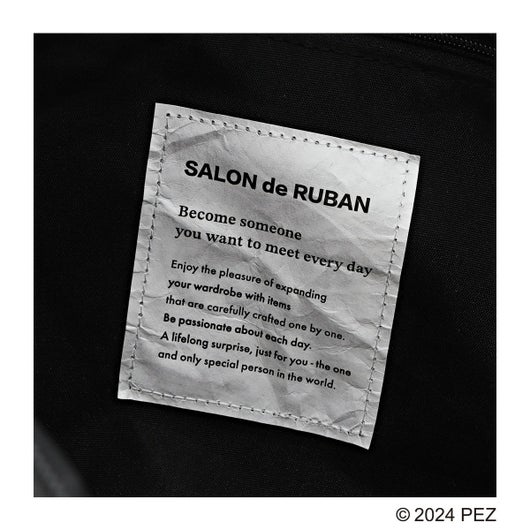 SALON de RUBAN
Become someone
you want to meet every day
Enjoy the pleasure of expanding
your wardrobe with items
that are carefully crafted one by one.
Be passionate about each day.
A lifelong surprise, just for you - the one
and only special person in the world.
© 2024 PEZ